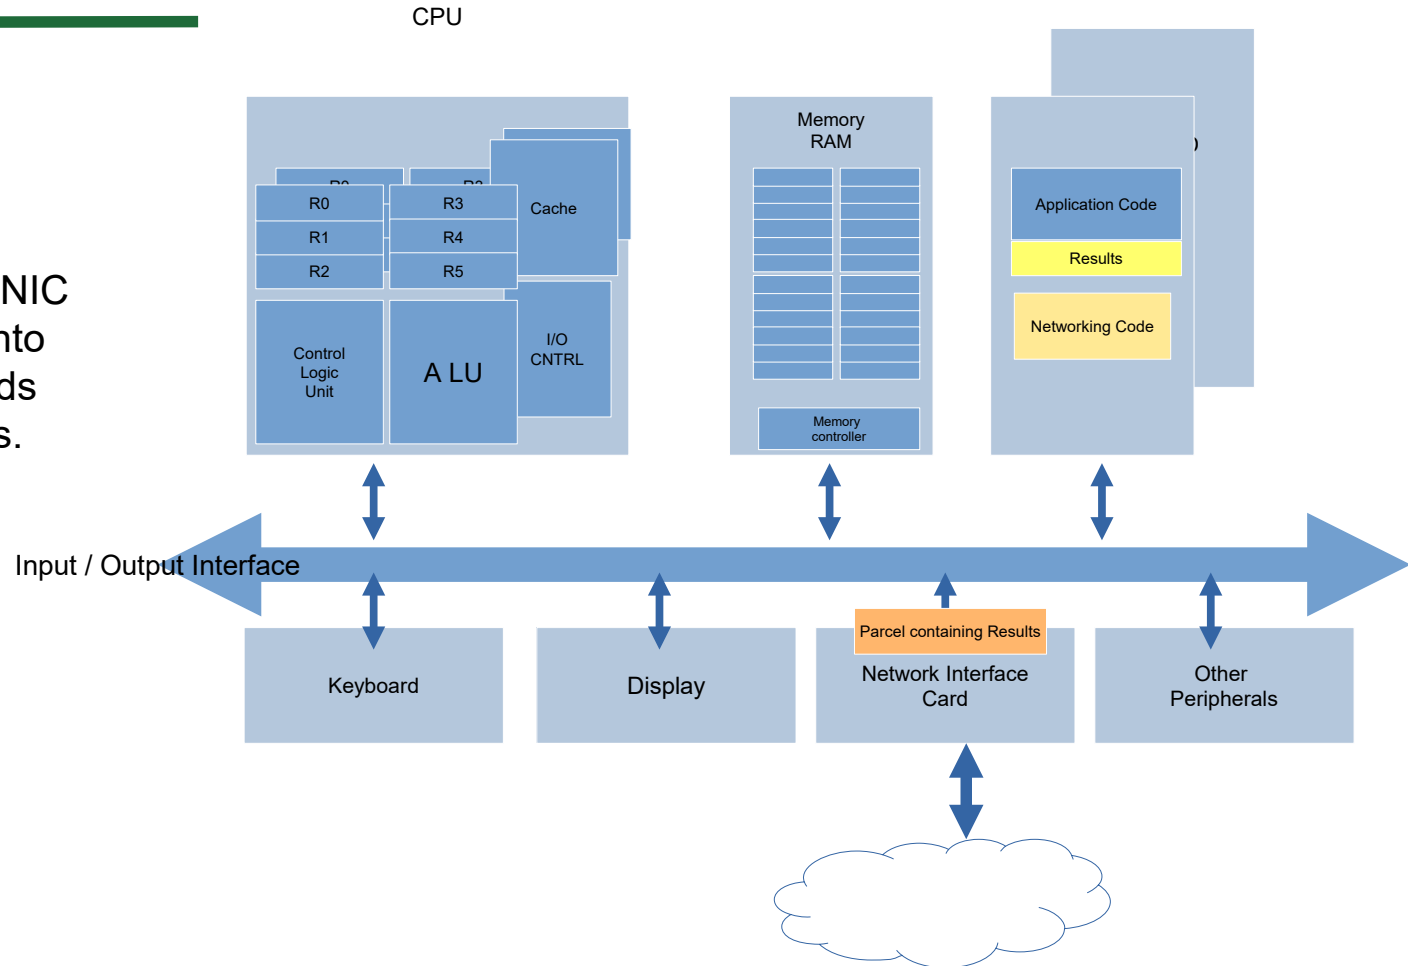 CPU
NIC
nto
ds
s.
R0
R1
R2
R3
R4
R5
Cache
Control
Logic
Unit
A LU
I/O
CNTRL
Memory
RAM
Memory
controller
Application Code
Results
Networking Code
Input / Output Interface
Keyboard
Display
Parcel containing Results
Network Interface
Card
Other
Peripherals